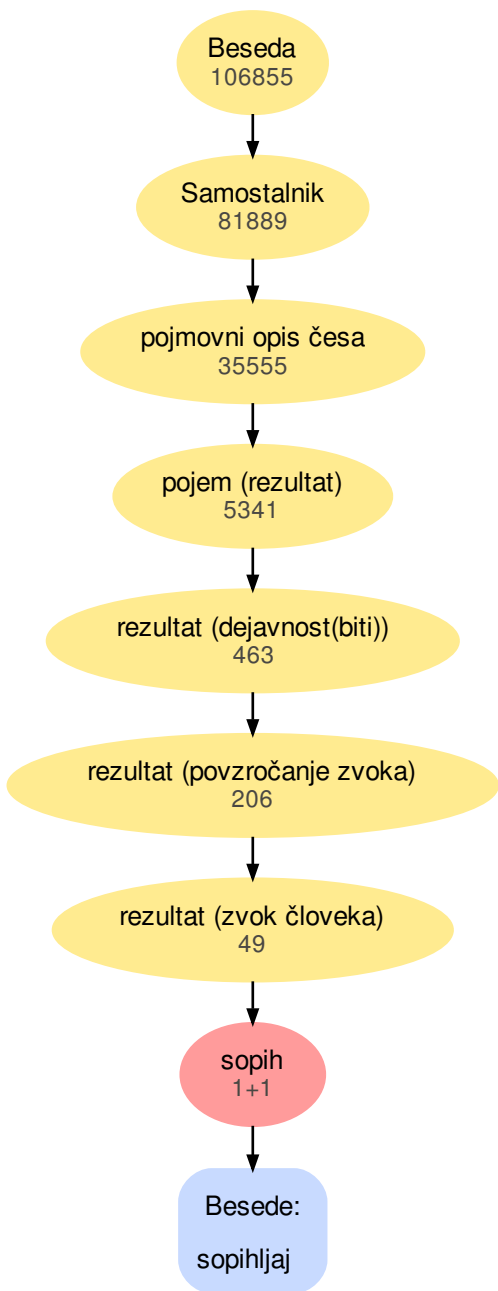 Beseda
106855
Samostalnik
81889
pojmovni opis česa
35555
pojem (rezultat)
5341
rezultat (dejavnost(biti))
463
rezultat (povzročanje zvoka)
206
rezultat (zvok človeka)
49
sopih
1+1
Besede:
sopihljaj